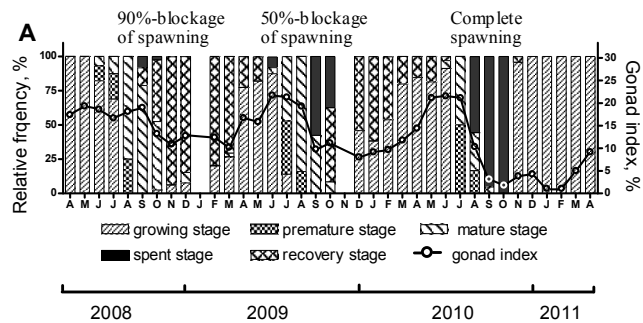 A
90%-blockage of spawning
50%-blockage of spawning
Complete spawning
Relative frqency, %
100
75
50
25
0
Gonad index, %
30
25
20
15
10
5
0
A M J J A S O N D J F M A M J J A S O N D J F M A M J J A S O N D J F M A
growing stage premature stage mature stage
spent stage recovery stage gonad index
2008 2009 2010 2011